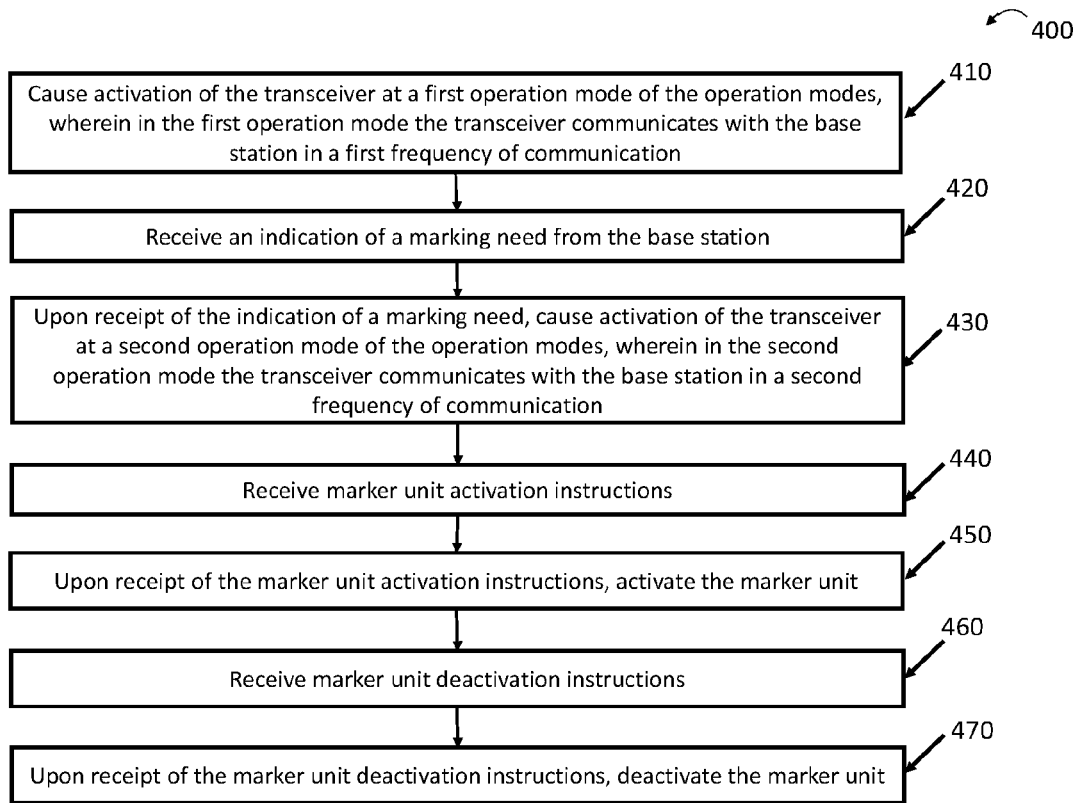 400
410
Cause activation of the transceiver at a first operation mode of the operation modes,
wherein in the first operation mode the transceiver communicates with the base
station in a first frequency of communication
420
Receive an indication of a marking need from the base station
430
Upon receipt of the indication of a marking need, cause activation of the transceiver
at a second operation mode of the operation modes, wherein in the second
operation mode the transceiver communicates with the base station in a second
frequency of communication
440
Receive marker unit activation instructions
450
Upon receipt of the marker unit activation instructions, activate the marker unit
460
Receive marker unit deactivation instructions
470
Upon receipt of the marker unit deactivation instructions, deactivate the marker unit